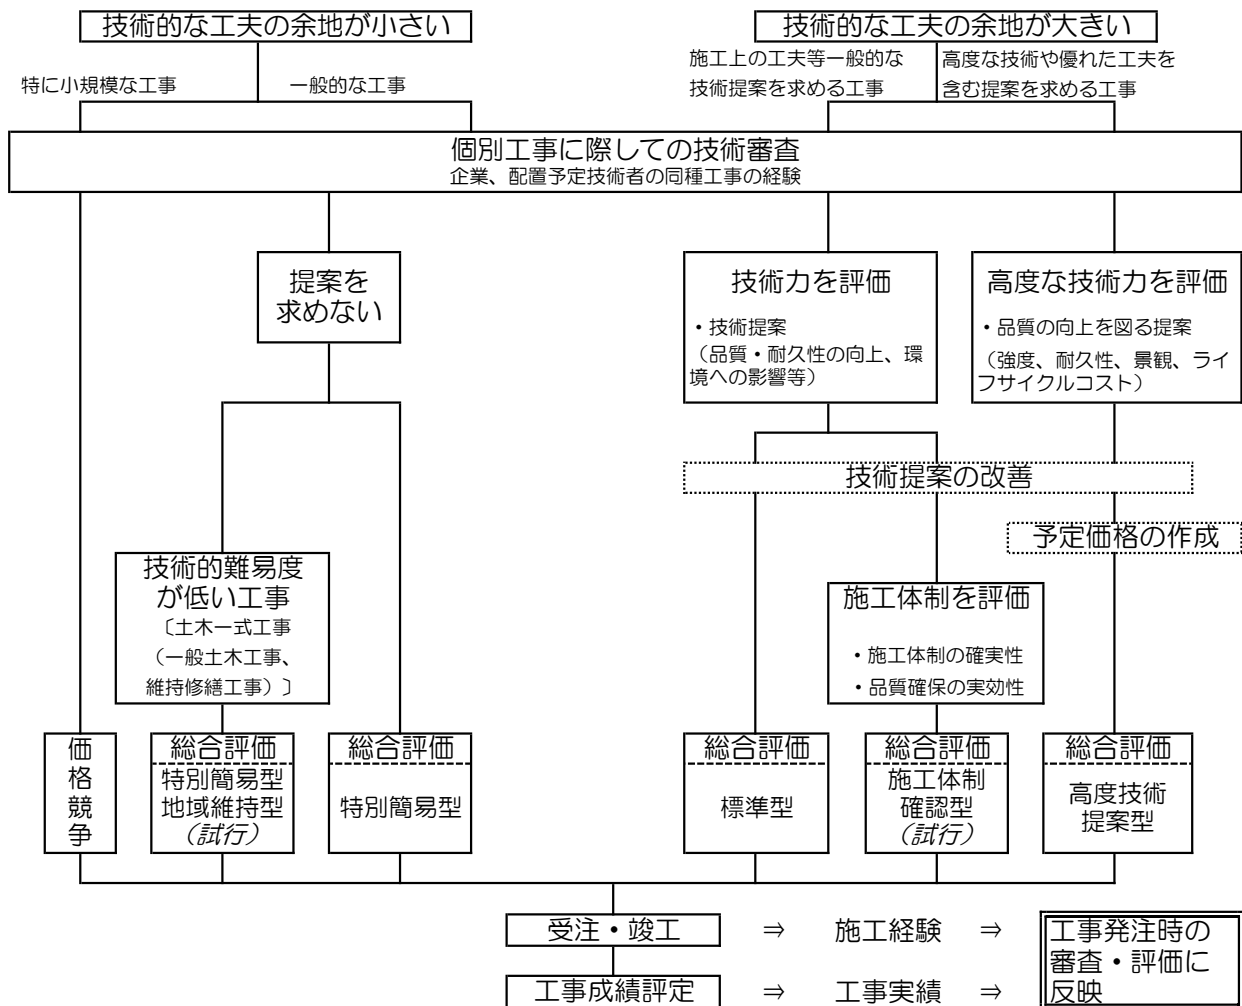 技術的な工夫の余地が小さい
技術的な工夫の余地が大きい
特に小規模な工事
一般的な工事
施工上の工夫等一般的な
技術提案を求める工事
高度な技術や優れた工夫を
含む提案を求める工事
個別工事に際しての技術審査
企業、配置予定技術者の同種工事の経験
提案を
求めない
技術力を評価
・技術提案
(品質・耐久性の向上、環
境への影響等)
高度な技術力を評価
・品質の向上を図る提案
(強度、耐久性、景観、ライ
フサイクルコスト)
技術提案の改善
予定価格の作成
技術的難易度
が低い工事
〔土木一式工事
(一般土木工事、
維持修繕工事)〕
施工体制を評価
・施工体制の確実性
・品質確保の実効性
価
格
競
争
総合評価
特別簡易型
地域維持型
(試行)
総合評価
特別簡易型
総合評価
標準型
総合評価
施工体制
確認型
(試行)
総合評価
高度技術
提案型
受注・竣工 ⇒ 施工経験 ⇒
工事成績評定 ⇒ 工事実績 ⇒
工事発注時の
審査・評価に
反映